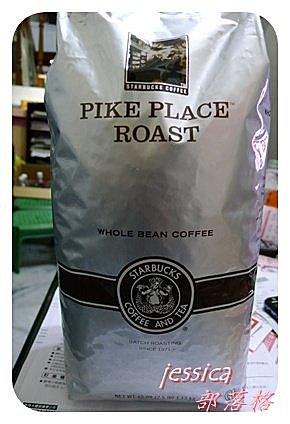 STARBUCKS COFFEE
PIKE PLACE™
ROAST
WHOLE BEAN COFFEE
STARBUCKS
COFFEE AND TEA
BATCH ROASTING
SINCE 1971
jessica
部落格